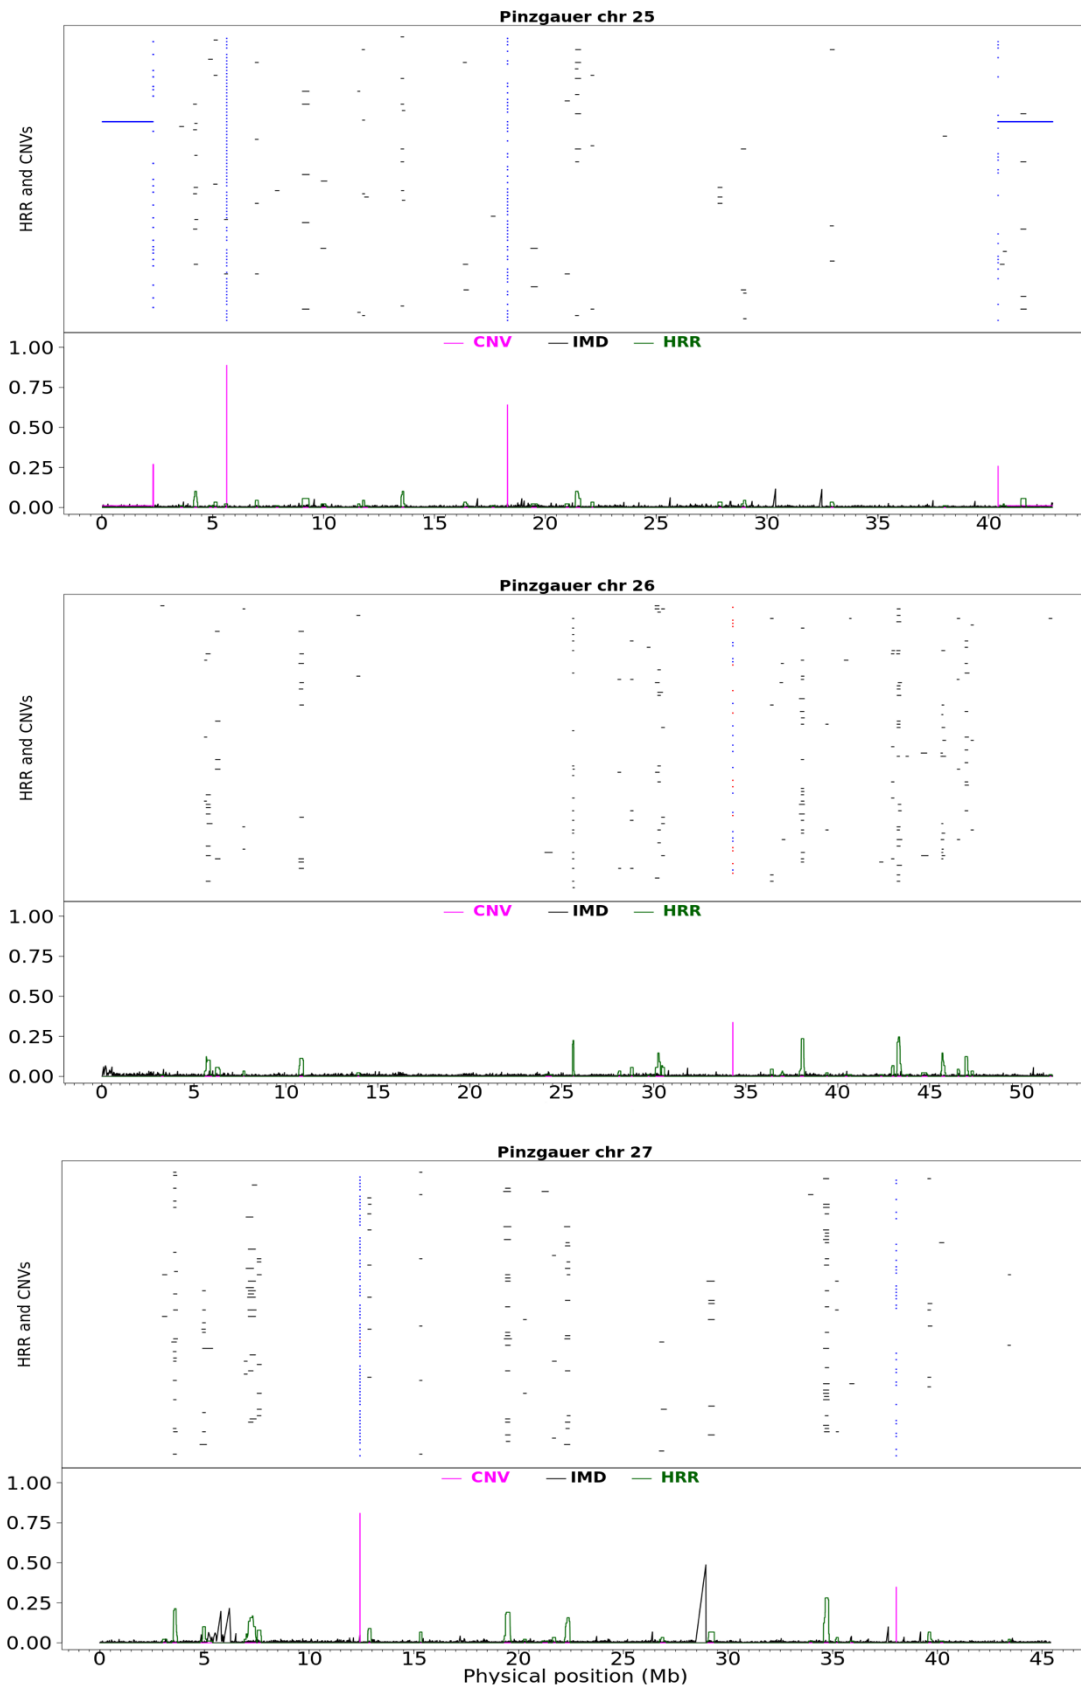 Pinzgauer chr 25
HRR and CNVs
CNV IMD HRR
1.00
0.75
0.50
0.25
0.00
0 5 10 15 20 25 30 35 40
Pinzgauer chr 26
HRR and CNVs
CNV IMD HRR
1.00
0.75
0.50
0.25
0.00
0 5 10 15 20 25 30 35 40 45 50
Pinzgauer chr 27
HRR and CNVs
CNV IMD HRR
1.00
0.75
0.50
0.25
0.00
0 5 10 15 20 25 30 35 40 45
Physical position (Mb)